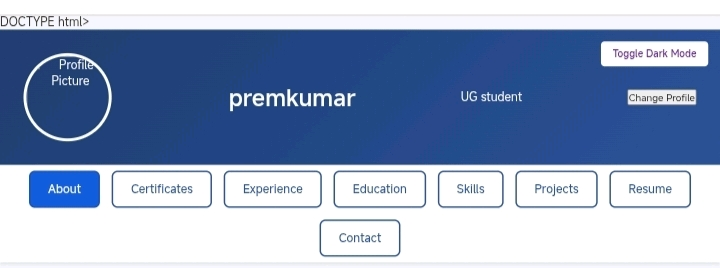 DOCTYPE html>
Toggle Dark Mode
Profile
Picture
premkumar
UG student
Change Profile
About
Certificates
Experience
Education
Skills
Projects
Resume
Contact